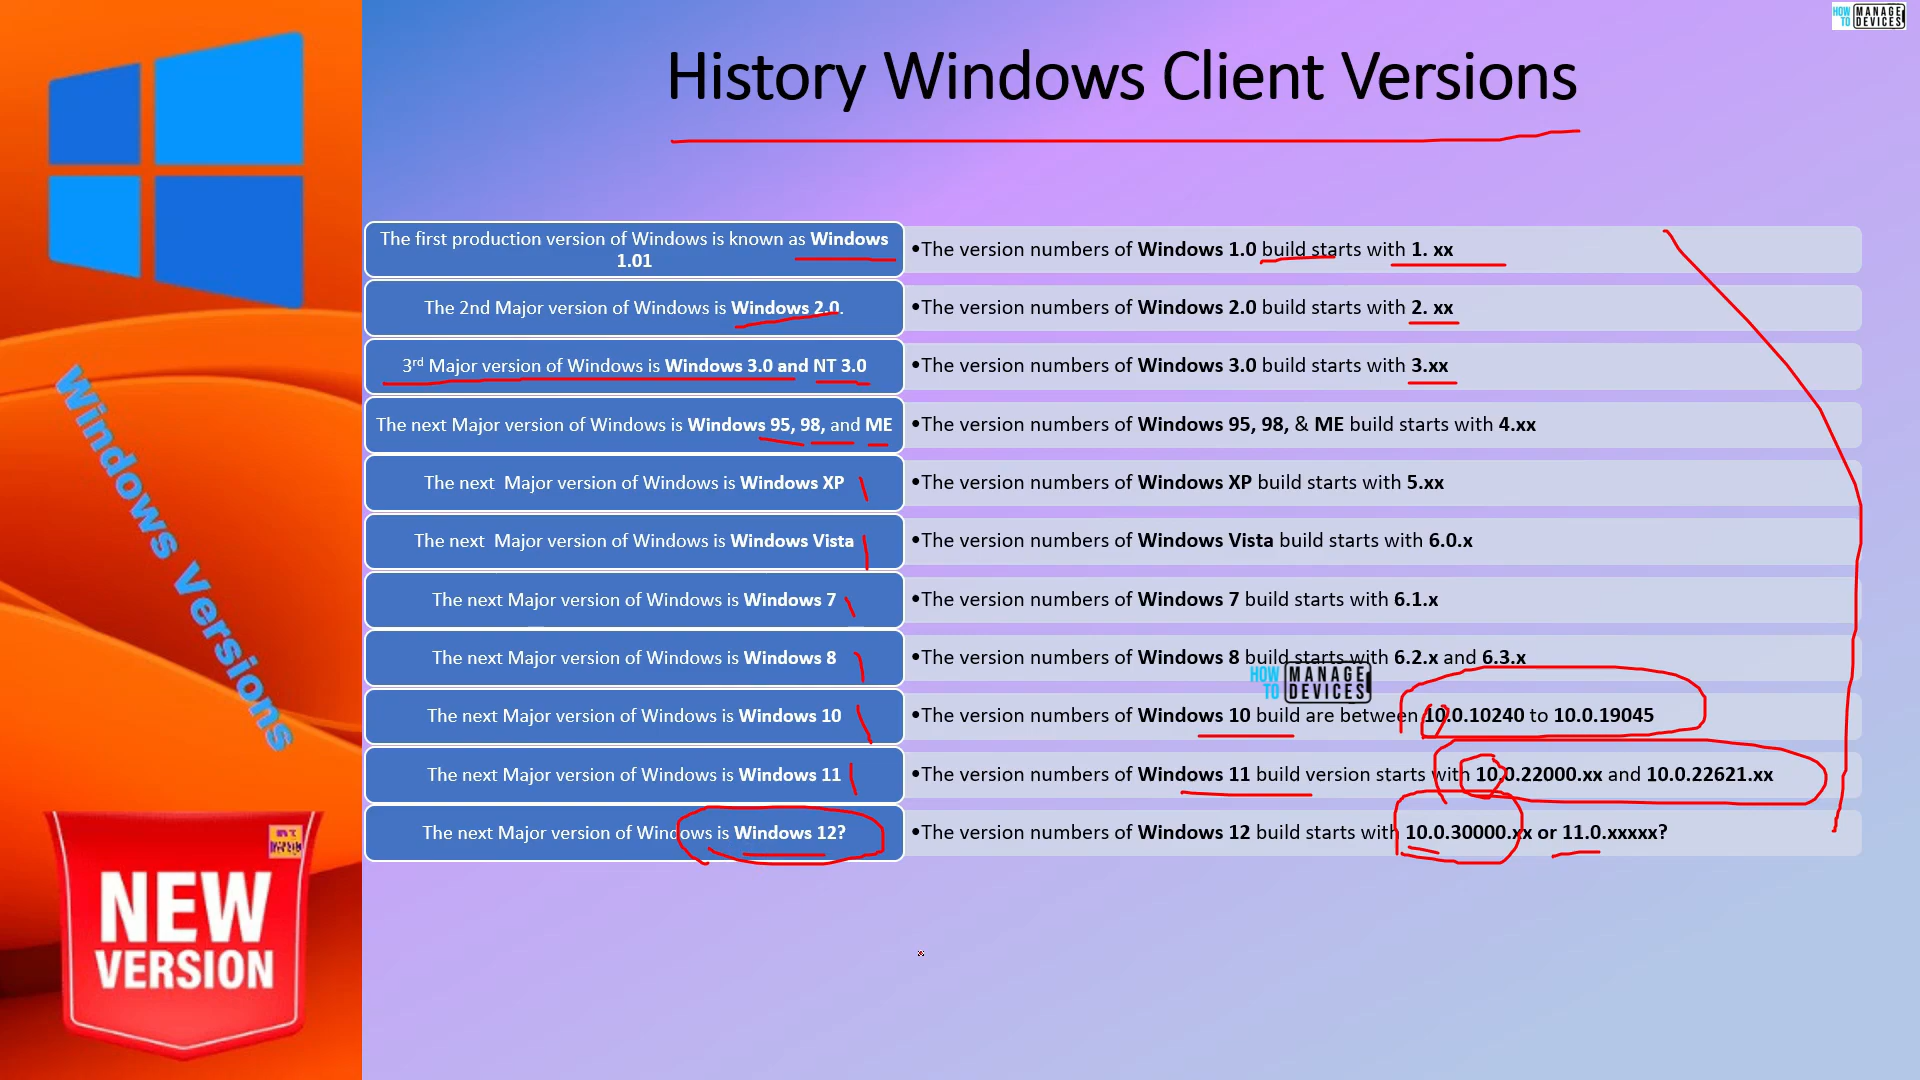 HOW TO MANAGE DEVICES
History Windows Client Versions
The first production version of Windows is known as Windows
1.01
•The version numbers of Windows 1.0 build starts with 1. xx
The 2nd Major version of Windows is Windows 2.0.
•The version numbers of Windows 2.0 build starts with 2. xx
3rd Major version of Windows is Windows 3.0 and NT 3.0
•The version numbers of Windows 3.0 build starts with 3.xx
The next Major version of Windows is Windows 95, 98, and ME
•The version numbers of Windows 95, 98, & ME build starts with 4.xx
The next  Major version of Windows is Windows XP
•The version numbers of Windows XP build starts with 5.xx
The next  Major version of Windows is Windows Vista
•The version numbers of Windows Vista build starts with 6.0.x
The next Major version of Windows is Windows 7
•The version numbers of Windows 7 build starts with 6.1.x
The next Major version of Windows is Windows 8
•The version numbers of Windows 8 build starts with 6.2.x and 6.3.x
HOW TO MANAGE DEVICES
The next Major version of Windows is Windows 10
•The version numbers of Windows 10 build are between 10.0.10240 to 10.0.19045
The next Major version of Windows is Windows 11
•The version numbers of Windows 11 build version starts with 10.0.22000.xx and 10.0.22621.xx
The next Major version of Windows is Windows 12?
•The version numbers of Windows 12 build starts with 10.0.30000.xx or 11.0.xxxxx?
Windows Versions
NEW
VERSION